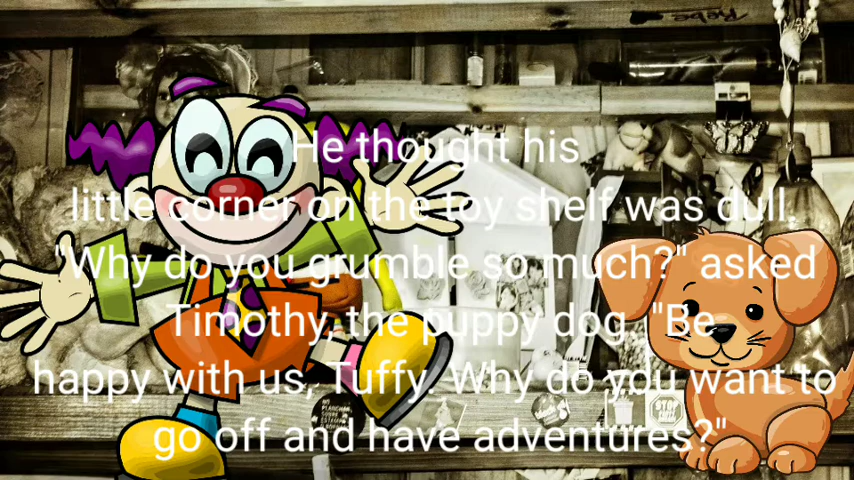 He thought his
little corner on the toy shelf was dull.
"Why do you grumble so much?" asked
Timothy, the puppy dog. "Be
happy with us, Tuffy. Why do you want to
go off and have adventures?"